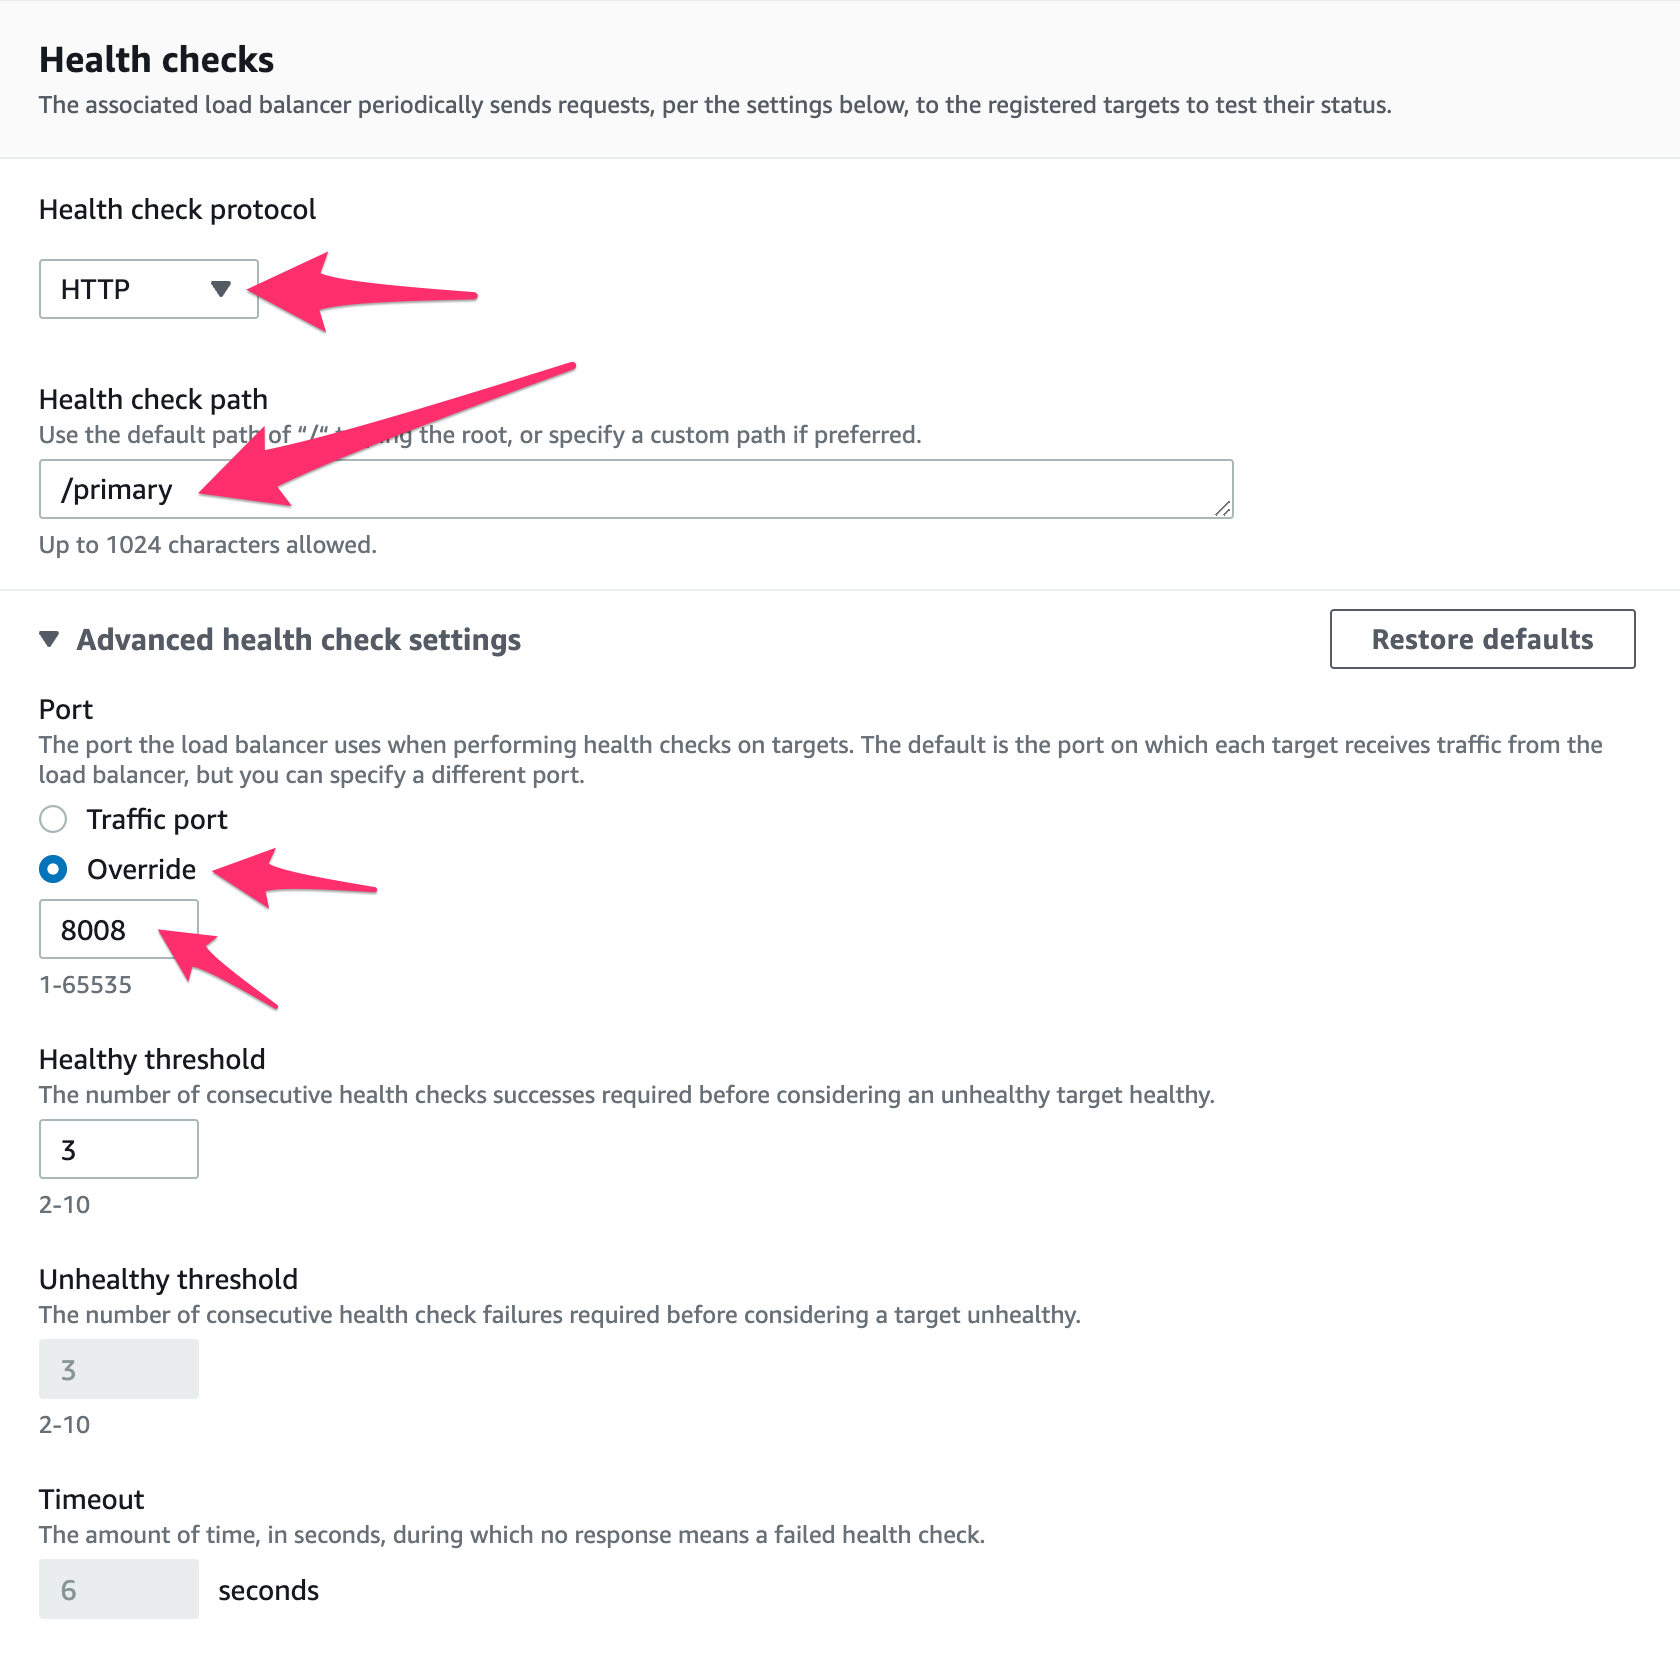 Health checks
The associated load balancer periodically sends requests, per the settings below, to the registered targets to test their status.
Health check protocol
HTTP
Health check path
Use the default path of “/“ the root, or specify a custom path if preferred.
/primary
Up to 1024 characters allowed.
Advanced health check settings
Restore defaults
Port
The port the load balancer uses when performing health checks on targets. The default is the port on which each target receives traffic from the
load balancer, but you can specify a different port.
Traffic port
Override
8008
1-65535
Healthy threshold
The number of consecutive health checks successes required before considering an unhealthy target healthy.
3
2-10
Unhealthy threshold
The number of consecutive health check failures required before considering a target unhealthy.
3
2-10
Timeout
The amount of time, in seconds, during which no response means a failed health check.
6
seconds